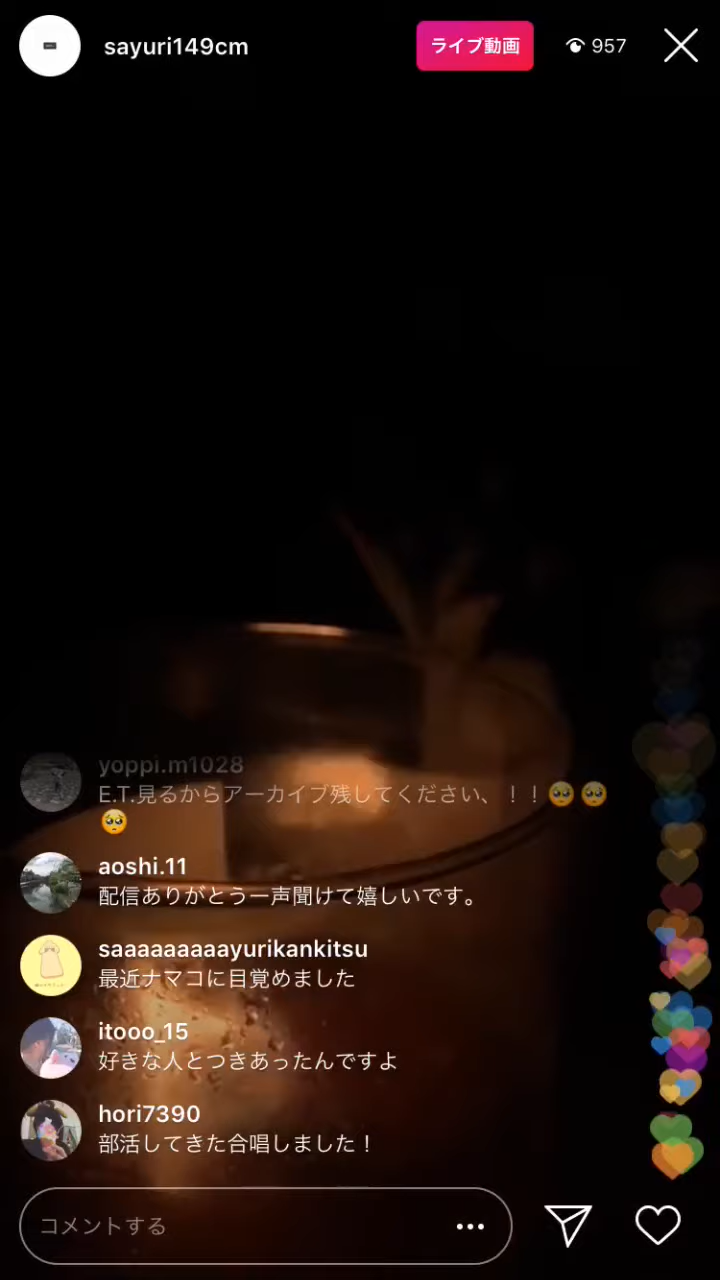 sayuri149cm
ライブ動画
957
yoppi.m1028
E.T.見るからアーカイブ残してください、！！🥺🥺
🥺
aoshi.11
配信ありがとう一声聞けて嬉しいです。
saaaaaaaaayurikankitsu
最近ナマコに目覚めました
itooo_15
好きな人とつきあったんですよ
hori7390
部活してきた合唱しました！
コメントする